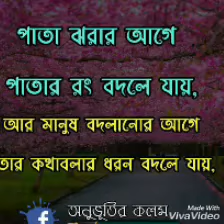 পাতা ঝরার আগে
পাতার রং বদলে যায়,
আর মানুষ বদলানোর আগে
তার কথাবলার ধরন বদলে যায়,
অনুভূতির কলম
Made With
VivaVideo